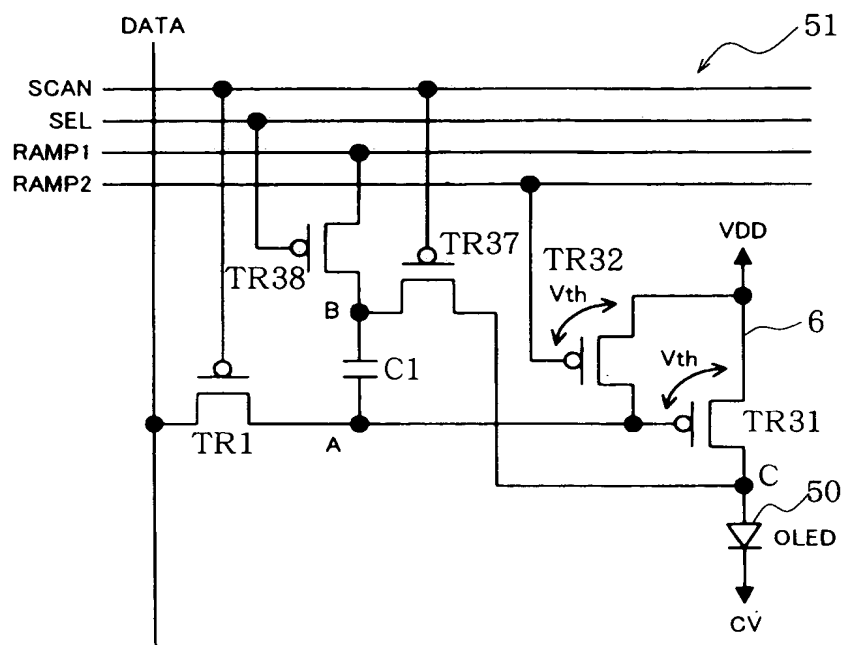 DATA
51
SCAN
SEL
RAMP1
RAMP2
TR37
VDD
TR38
TR32
Vth
B
6
C1
Vth
TR1
A
TR31
C
50
OLED
CV